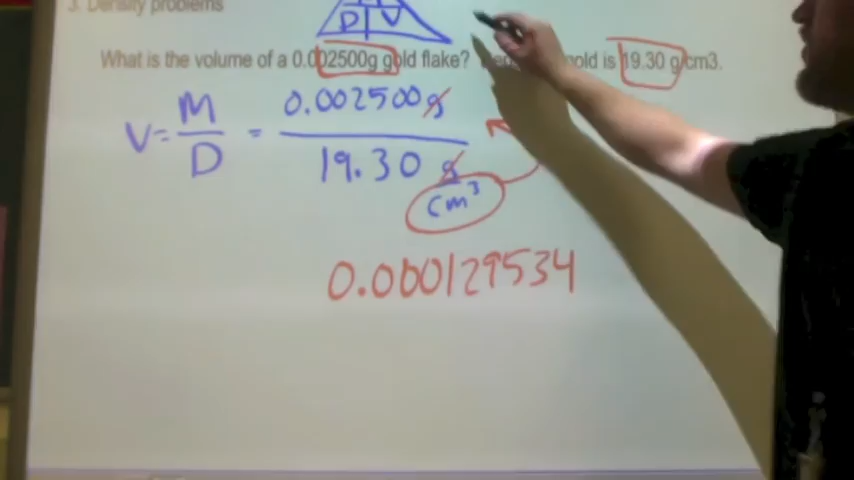 3. Density problems
D V
What is the volume of a 0.002500g gold flake? gold is 19.30 g/cm3.
V = M / D = 0.002500 g / 19.30 g
cm³
0.000129534